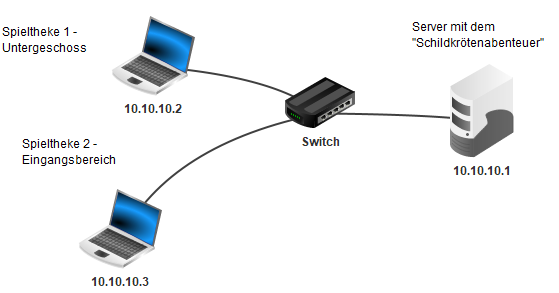 Spieltheke 1 -
Untergeschoss
10.10.10.2
Server mit dem
"Schildkrötenabenteuer"
Switch
10.10.10.1
Spieltheke 2 -
Eingangsbereich
10.10.10.3